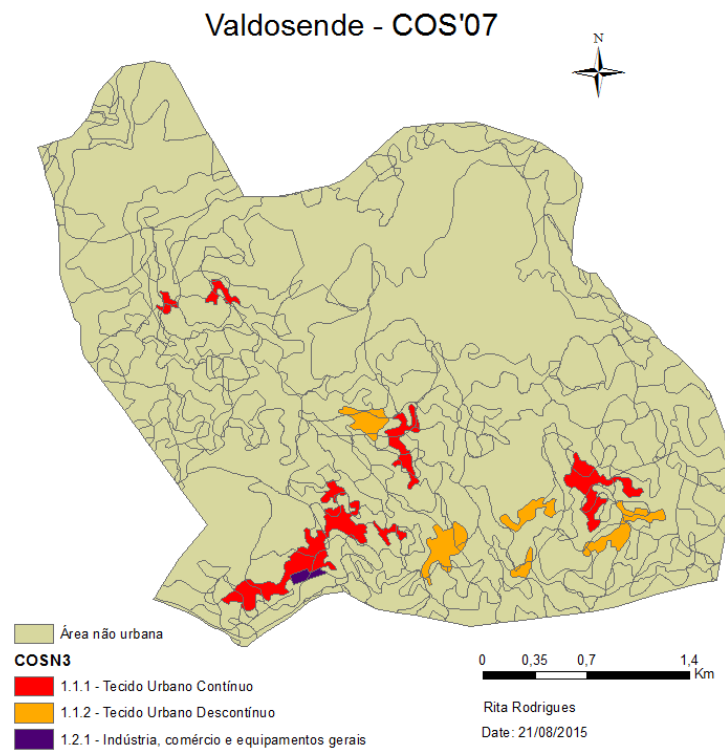 Valdosende - COS'07
N
Área não urbana
COSN3
1.1.1 - Tecido Urbano Contínuo
1.1.2 - Tecido Urbano Descontínuo
1.2.1 - Indústria, comércio e equipamentos gerais
0 0,35 0,7 1,4
Km
Rita Rodrigues
Date: 21/08/2015